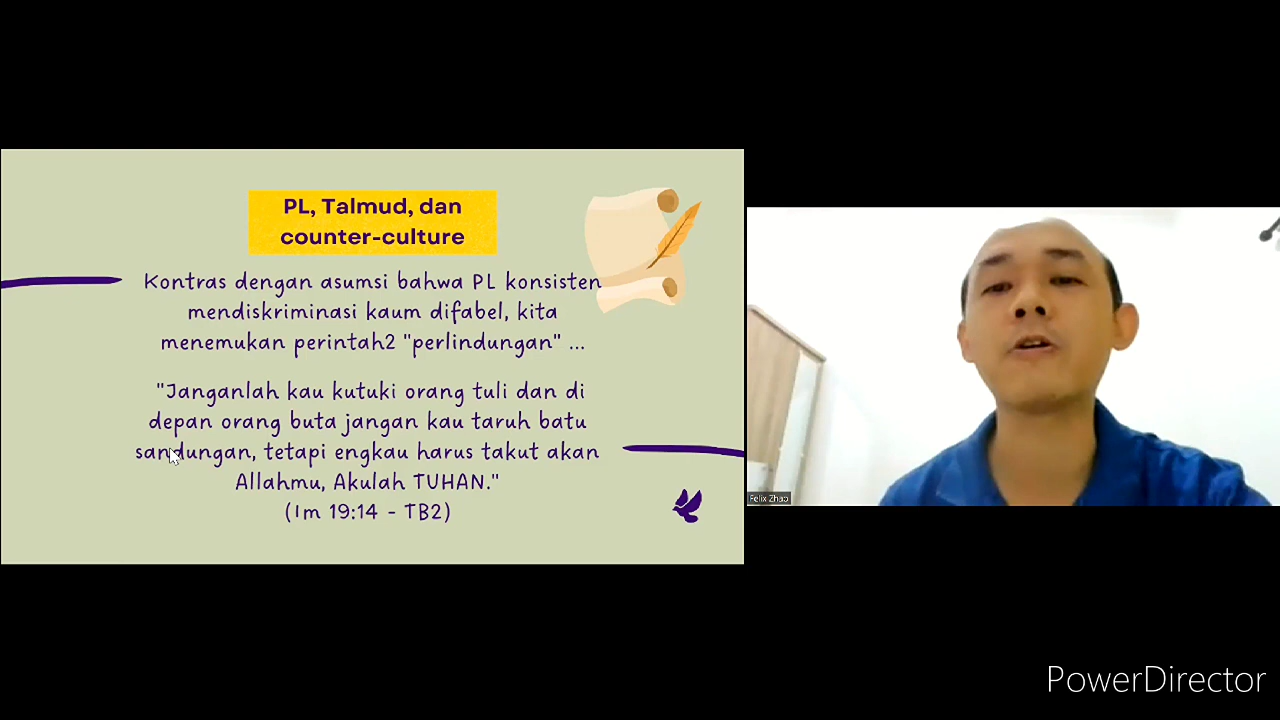 PL, Talmud, dan
counter-culture
Kontras dengan asumsi bahwa PL konsisten
mendiskriminasi kaum difabel, kita
menemukan perintah2 "perlindungan" ...
"Janganlah kau kutuki orang tuli dan di
depan orang buta jangan kau taruh batu
sandungan, tetapi engkau harus takut akan
Allahmu, Akulah TUHAN."
(Im 19:14 - TB2)
Felix Zhao
PowerDirector